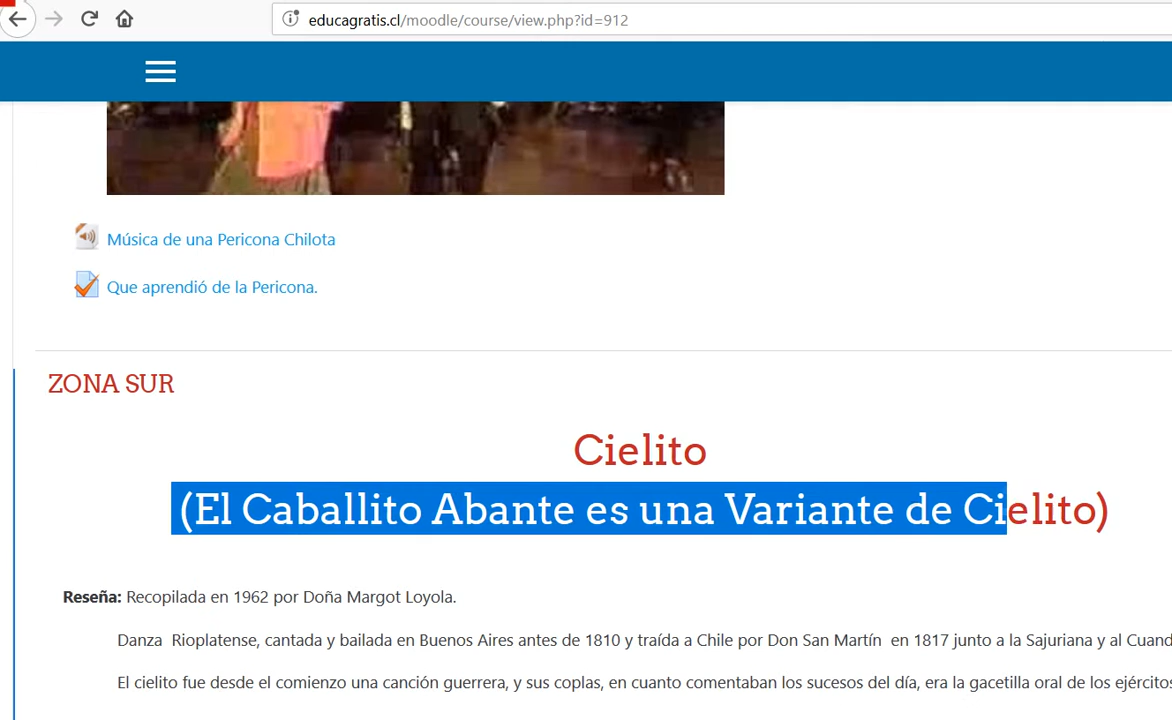 educagratis.cl/moodle/course/view.php?id=912
Música de una Pericona Chilota
Que aprendió de la Pericona.
ZONA SUR
Cielito
(El Caballito Abante es una Variante de Cielito)
Reseña: Recopilada en 1962 por Doña Margot Loyola.
Danza Rioplatense, cantada y bailada en Buenos Aires antes de 1810 y traída a Chile por Don San Martín en 1817 junto a la Sajuriana y al Cuand
El cielito fue desde el comienzo una canción guerrera, y sus coplas, en cuanto comentaban los sucesos del día, era la gacetilla oral de los ejércitos